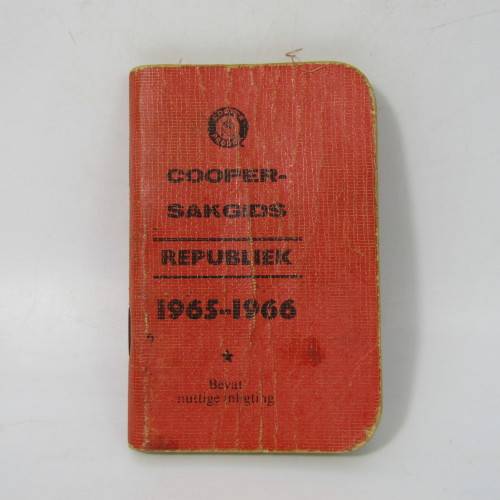 COOPER-
SAKGIDS
REPUBLIEK
1965-1966
Bevat
nuttige inligting